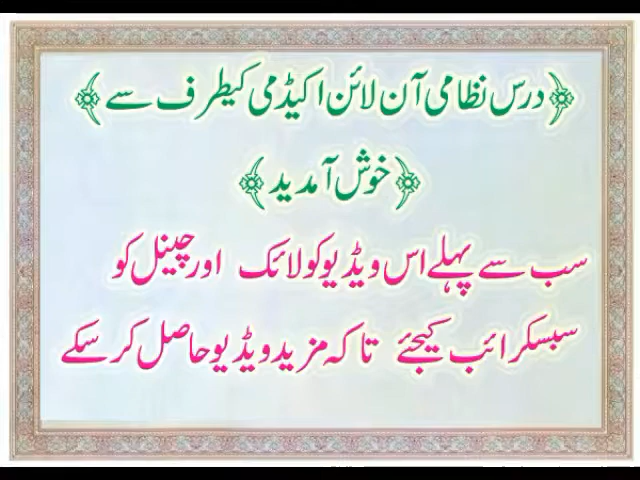 ﴿درس نظامی آن لائن اکیڈمی کیطرف سے﴾
﴿خوش آمدید﴾
سب سے پہلے اس ویڈیو کو لائک اور چینل کو
سبسکرائب کیجئے تاکہ مزید ویڈیو حاصل کر سکے